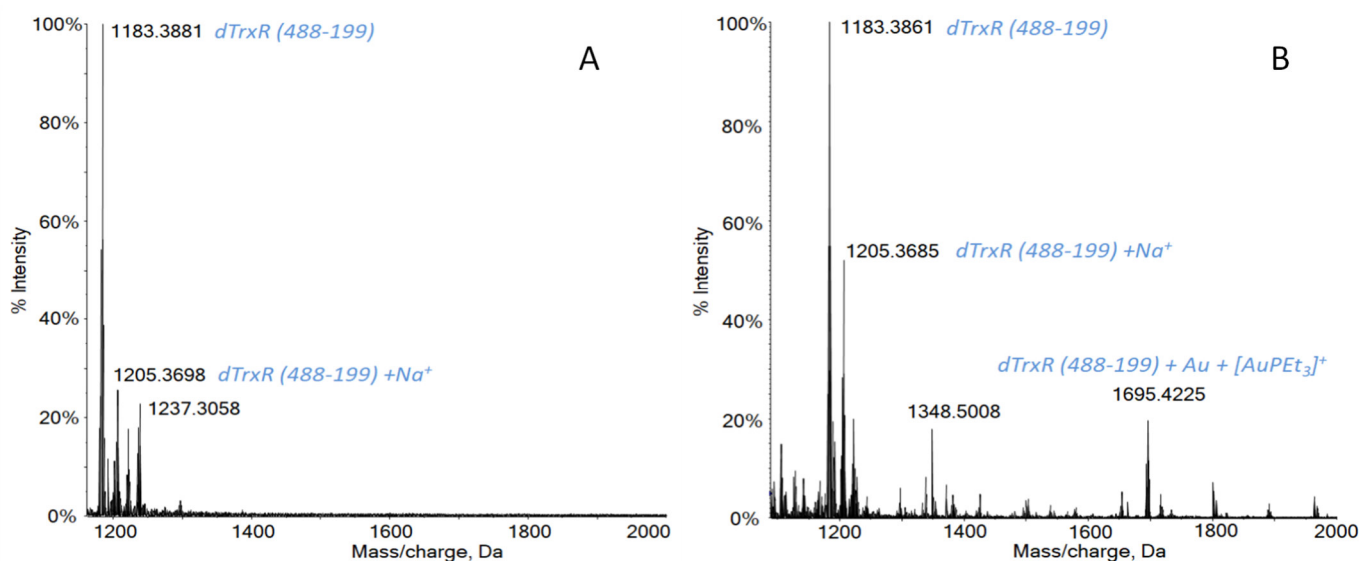 100%
80%
60%
40%
20%
0%
% Intensity
1183.3881 dTrxR (488-199)
A
1205.3698 dTrxR (488-199) +Na⁺
1237.3058
1200
1400
1600
1800
2000
Mass/charge, Da
100%
80%
60%
40%
20%
0%
% Intensity
1183.3861 dTrxR (488-199)
B
1205.3685 dTrxR (488-199) +Na⁺
dTrxR (488-199) + Au + [AuPEt₃]⁺
1695.4225
1348.5008
1200
1400
1600
1800
2000
Mass/charge, Da